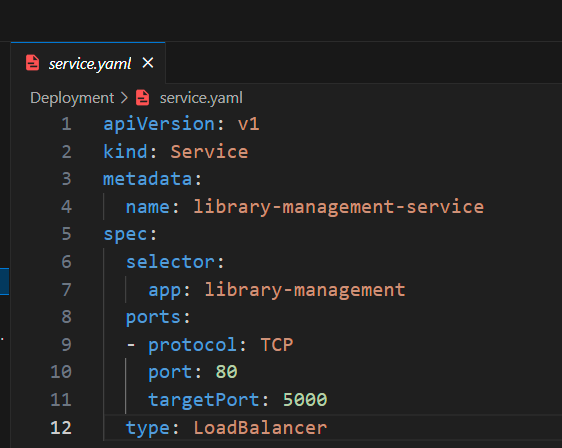 service.yaml
Deployment > service.yaml
1 apiVersion: v1
2 kind: Service
3 metadata:
4   name: library-management-service
5 spec:
6   selector:
7     app: library-management
8   ports:
9   - protocol: TCP
10     port: 80
11     targetPort: 5000
12   type: LoadBalancer